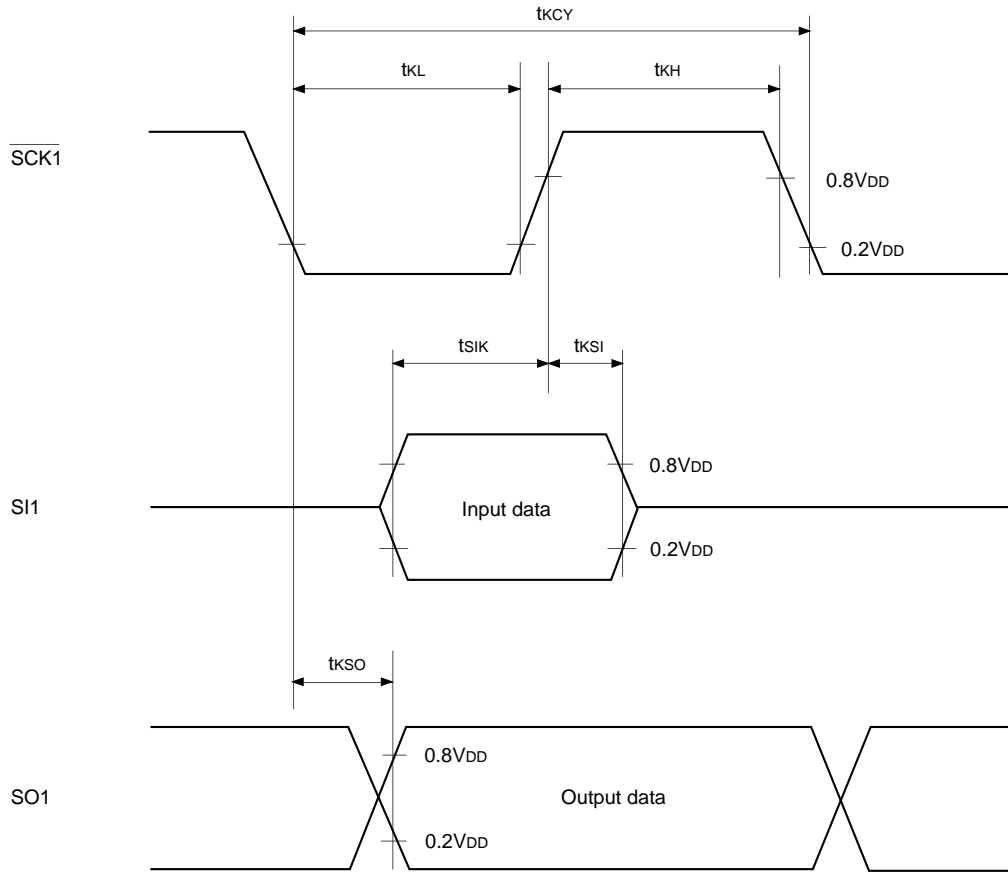 tKCY
tKL
tKH
SCK1
0.8VDD
0.2VDD
tSIK
tKSI
0.8VDD
SI1
Input data
0.2VDD
tKSO
0.8VDD
SO1
Output data
0.2VDD